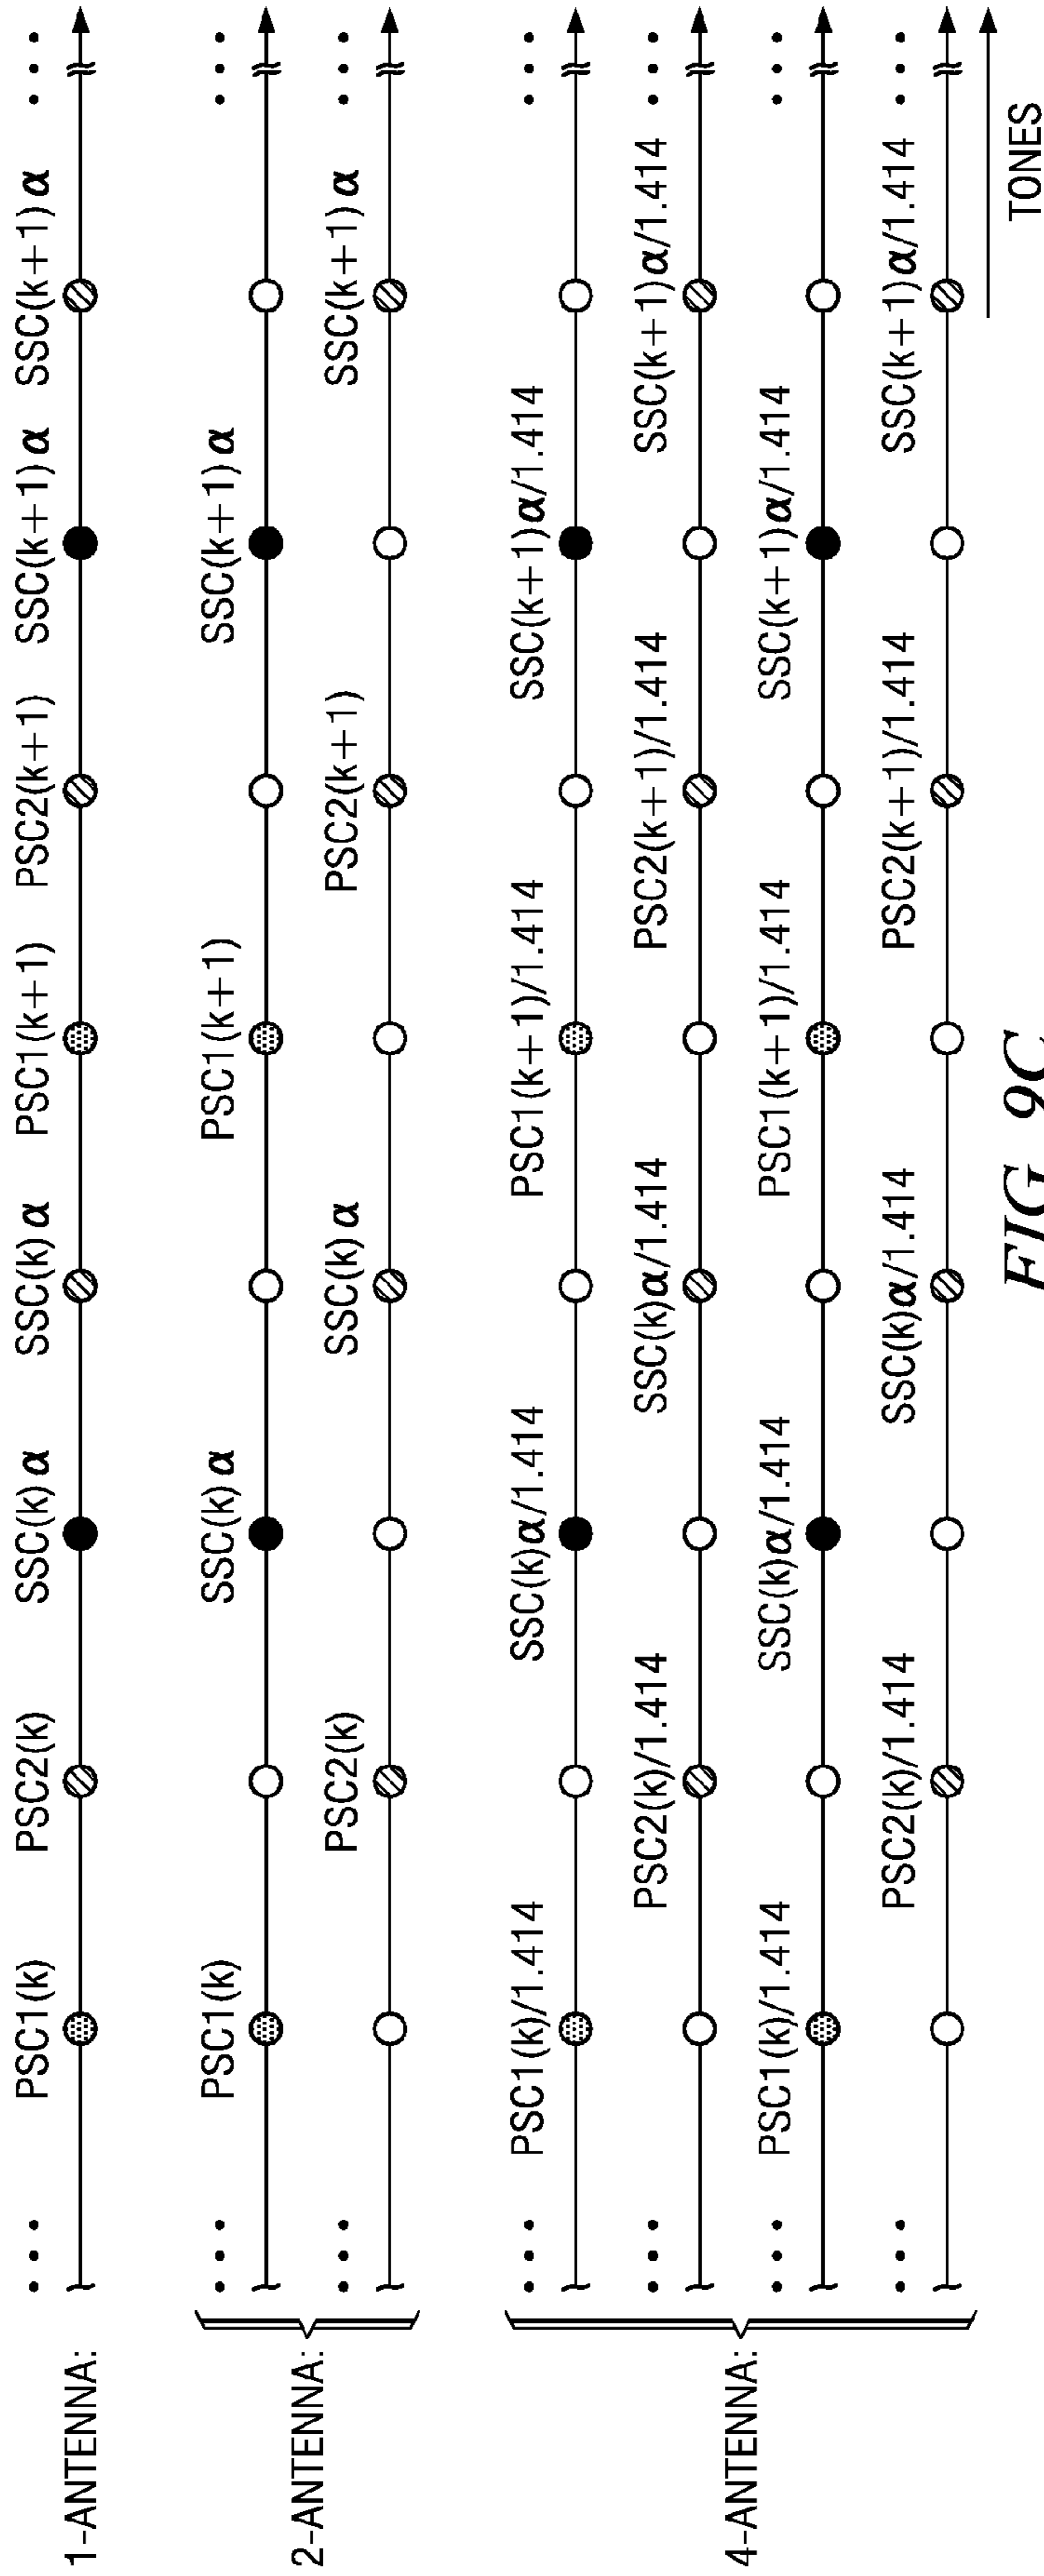 1-ANTENNA:
... PSC1(k) PSC2(k) SSC(k)α SSC(k)α PSC1(k+1) PSC2(k+1) SSC(k+1)α SSC(k+1)α ...
2-ANTENNA:
... PSC1(k) SSC(k)α PSC1(k+1) SSC(k+1)α ...
... PSC2(k) SSC(k)α PSC2(k+1) SSC(k+1)α ...
4-ANTENNA:
... PSC1(k)/1.414 SSC(k)α/1.414 PSC1(k+1)/1.414 SSC(k+1)α/1.414 ...
... PSC2(k)/1.414 SSC(k)α/1.414 PSC2(k+1)/1.414 SSC(k+1)α/1.414 ...
... PSC1(k)/1.414 SSC(k)α/1.414 PSC1(k+1)/1.414 SSC(k+1)α/1.414 ...
... PSC2(k)/1.414 SSC(k)α/1.414 PSC2(k+1)/1.414 SSC(k+1)α/1.414 ...
TONES
FIG. 9C